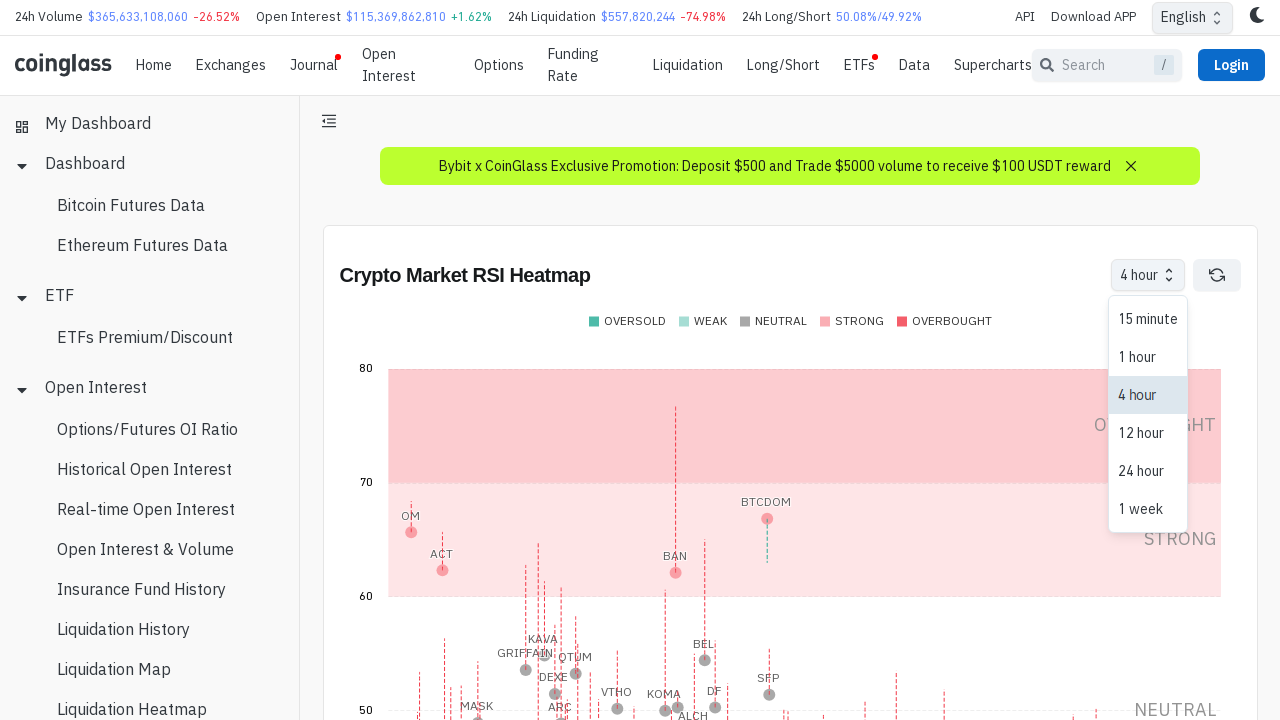 24h Volume $365,633,108,060 -26.52% Open Interest $115,369,862,810 +1.62% 24h Liquidation $557,820,244 -74.98% 24h Long/Short 50.08%/49.92% API Download APP English
coinglass Home Exchanges Journal Open Interest Options Funding Rate Liquidation Long/Short ETFs Data Supercharts Search / Login
My Dashboard
Dashboard
Bitcoin Futures Data
Ethereum Futures Data
ETF
ETFs Premium/Discount
Open Interest
Options/Futures OI Ratio
Historical Open Interest
Real-time Open Interest
Open Interest & Volume
Insurance Fund History
Liquidation History
Liquidation Map
Liquidation Heatmap
Bybit x CoinGlass Exclusive Promotion: Deposit $500 and Trade $5000 volume to receive $100 USDT reward
Crypto Market RSI Heatmap
4 hour
15 minute
1 hour
4 hour
12 hour
24 hour
1 week
OVERSOLD WEAK NEUTRAL STRONG OVERBOUGHT
80
70
BTCDOM
OM
STRONG
ACT
BAN
60
KAVA
BEL
GRIFFAIN
QTUM
DEXE
SFP
VTHO
KOMA
DF
MASK
ARC
50
NEUTRAL
ALCH